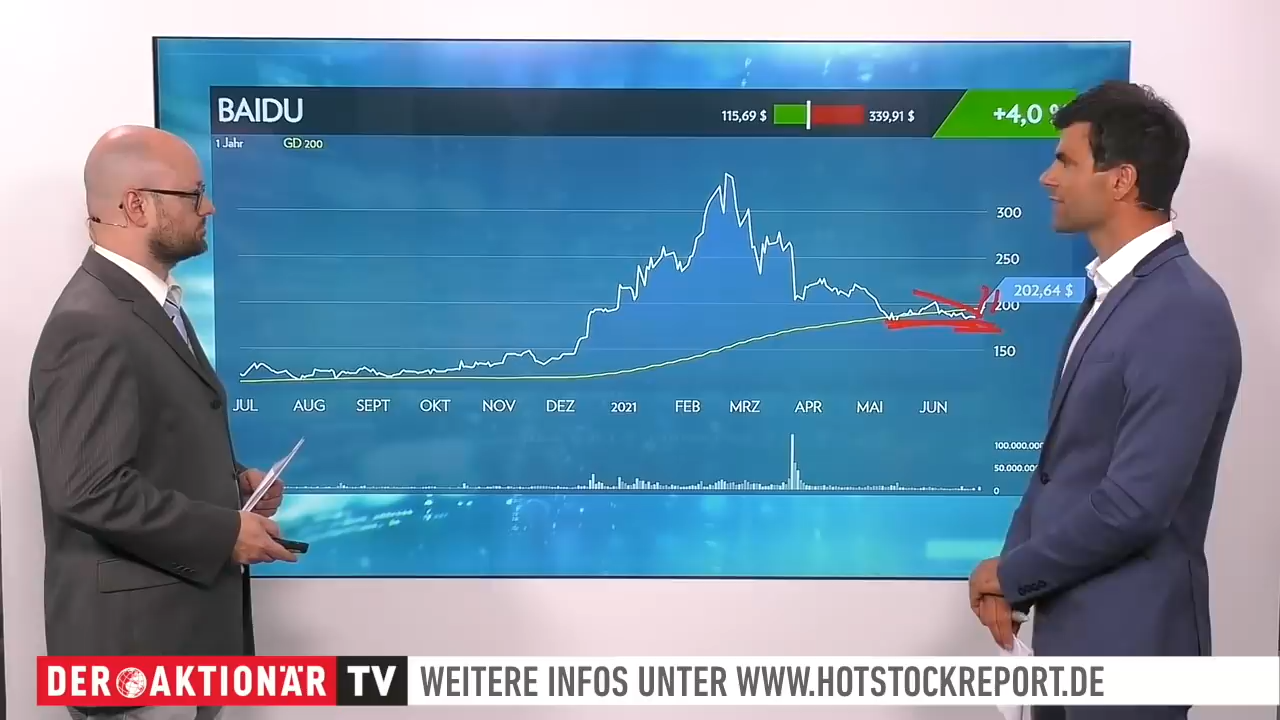 BAIDU
115,69 $
339,91 $
+4,0 %
1 Jahr
GD 200
300
250
202,64 $
200
150
JUL AUG SEPT OKT NOV DEZ 2021 FEB MRZ APR MAI JUN
100.000.00
50.000.00
0
DER AKTIONÄR TV
WEITERE INFOS UNTER WWW.HOTSTOCKREPORT.DE